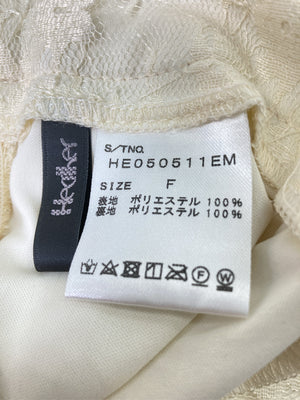 Heather
S/TNO.
HE050511EM
SIZE F
表地 ポリエステル 100%
裏地 ポリエステル 100%
F W